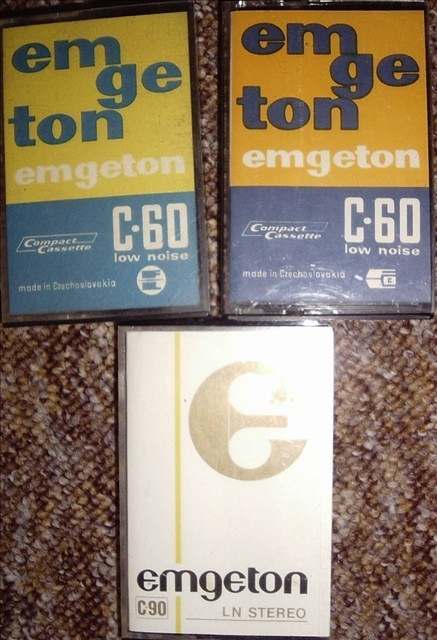 em
ge
ton
emgeton
Compact
Cassette
C·60
low noise
made in Czechoslovakia
em
ge
ton
emgeton
Compact
Cassette
C·60
low noise
made in Czechoslovakia
E
emgeton
C90
LN STEREO